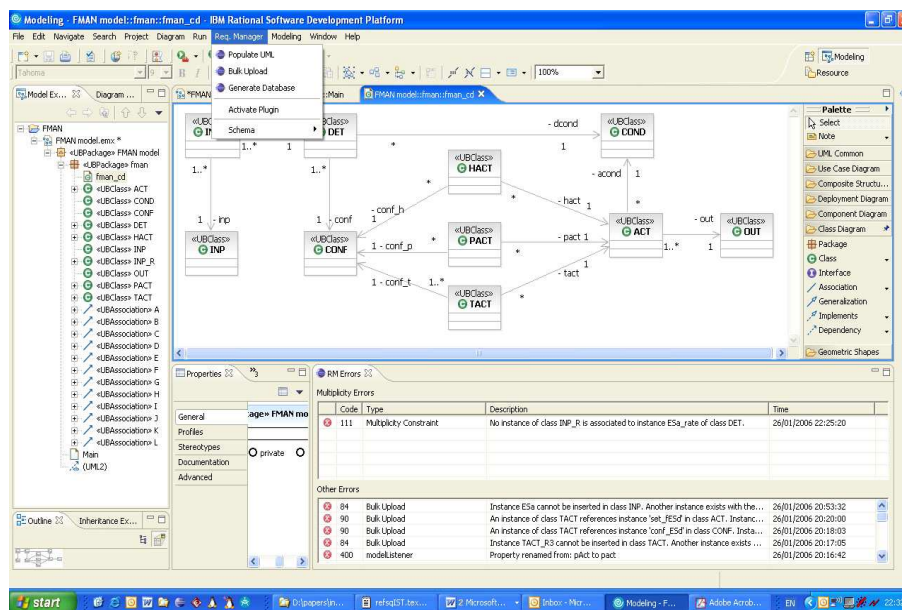 Modeling - FMAN model::fman::fman_cd - IBM Rational Software Development Platform
File Edit Navigate Search Project Diagram Run Req. Manager Modeling Window Help
Populate UML
Bulk Upload
Generate Database
Activate Plugin
Schema
Tahoma
9
B I
100%
Modeling
Resource
Model Ex...
Diagram ...
*FMAN
::Main
FMAN model::fman::fman_cd
FMAN
FMAN model.emx *
«UBPackage» FMAN model
«UBPackage» fman
fman_cd
«UBClass» ACT
«UBClass» COND
«UBClass» CONF
«UBClass» DET
«UBClass» HACT
«UBClass» INP
«UBClass» INP_R
«UBClass» OUT
«UBClass» PACT
«UBClass» TACT
«UBAssociation» A
«UBAssociation» B
«UBAssociation» C
«UBAssociation» D
«UBAssociation» E
«UBAssociation» F
«UBAssociation» G
«UBAssociation» H
«UBAssociation» I
«UBAssociation» J
«UBAssociation» K
«UBAssociation» L
Main
(UML2)
DET
1..* 1 *
- dcond
1
«UBClass»
COND
«UBClass»
HACT
- acond 1
1..*
1..*
*
*
- hact 1
*
- conf_h
1
1 - inp
1 - conf
«UBClass»
INP
«UBClass»
CONF
1 - conf_p *
«UBClass»
PACT
*
- pact 1
«UBClass»
ACT
1..*
- out
1
«UBClass»
OUT
1 - conf_t 1..*
*
- tact
1
«UBClass»
TACT
Palette
Select
Note
UML Common
Use Case Diagram
Composite Structu...
Deployment Diagram
Component Diagram
Class Diagram
Package
Class
Interface
Association
Generalization
Implements
Dependency
Geometric Shapes
Properties
»3
General
Profiles
Stereotypes
Documentation
Advanced
kage» FMAN mo
private
RM Errors
Multiplicity Errors
Code Type Description Time
111 Multiplicity Constraint No instance of class INP_R is associated to instance ESa_rate of class DET. 26/01/2006 22:25:20
Other Errors
84 Bulk Upload Instance ESa cannot be inserted in class INP. Another instance exists with the... 26/01/2006 20:53:32
90 Bulk Upload An instance of class TACT references instance 'set_fESd' in class ACT. Instanc... 26/01/2006 20:20:00
90 Bulk Upload An instance of class TACT references instance 'conf_ESd' in class CONF. Insta... 26/01/2006 20:18:03
84 Bulk Upload Instance TACT_R3 cannot be inserted in class TACT. Another instance exists ... 26/01/2006 20:17:05
400 modelListener Property renamed from: pAct to pact 26/01/2006 20:16:42
Outline
Inheritance Ex...
start
D:\papers\in...
refsqIST.tex...
2 Microsoft...
Inbox - Micr...
Modeling - F...
Adobe Acrob...
EN